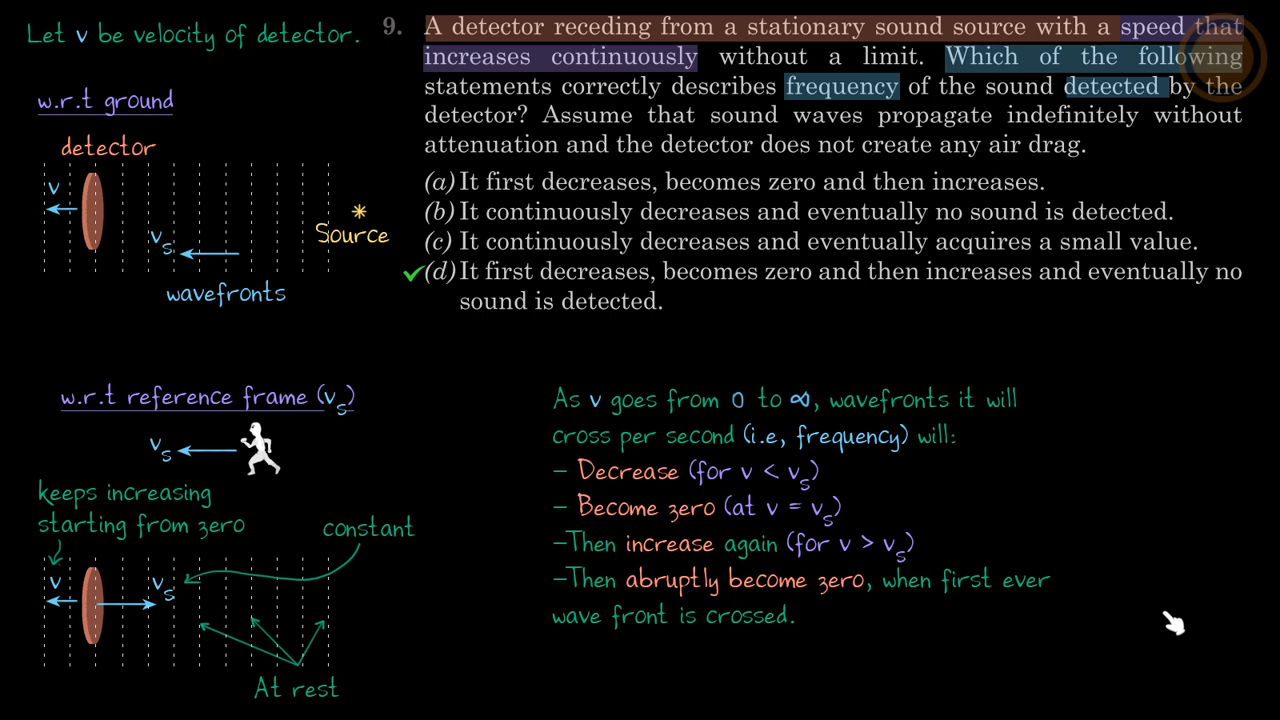 Let v be velocity of detector.
9. A detector receding from a stationary sound source with a speed that
increases continuously without a limit. Which of the following
statements correctly describes frequency of the sound detected by the
detector? Assume that sound waves propagate indefinitely without
attenuation and the detector does not create any air drag.
(a) It first decreases, becomes zero and then increases.
(b) It continuously decreases and eventually no sound is detected.
(c) It continuously decreases and eventually acquires a small value.
✓(d) It first decreases, becomes zero and then increases and eventually no
sound is detected.
w.r.t ground
detector
v
vₛ
Source
wavefronts
w.r.t reference frame (vₛ)
vₛ
keeps increasing
starting from zero
constant
v
vₛ
At rest
As v goes from 0 to ∞, wavefronts it will
cross per second (i.e, frequency) will:
– Decrease (for v < vₛ)
– Become zero (at v = vₛ)
–Then increase again (for v > vₛ)
–Then abruptly become zero, when first ever
wave front is crossed.